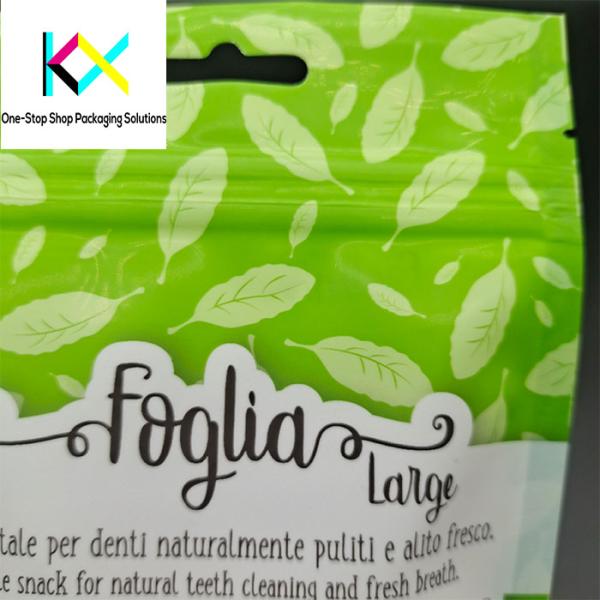 KX
One-Stop Shop Packaging Solutions
Foglia
Large
tale per denti naturalmente puliti e alito fresco.
e snack for natural teeth cleaning and fresh breath.